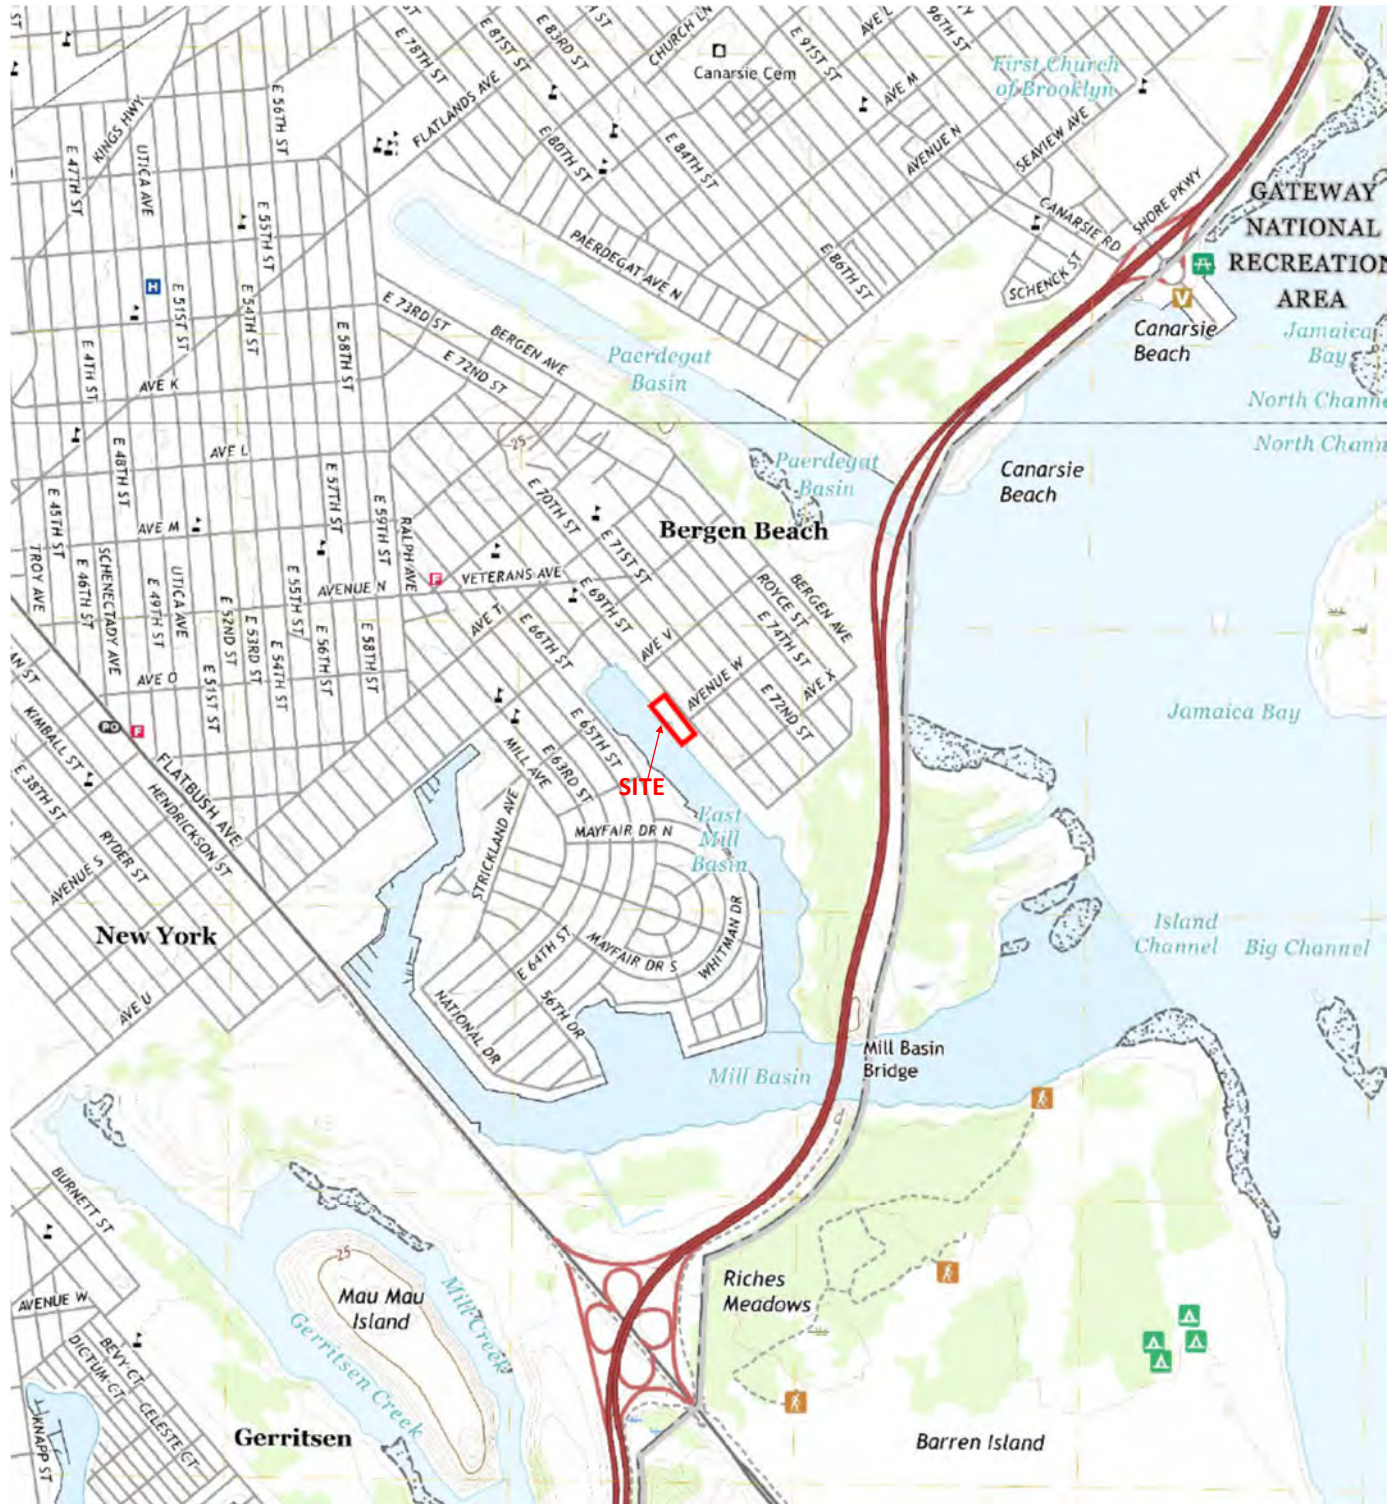 ST
E 78TH ST
E 81ST ST
E 83RD ST
CHURCH LN
E 91ST ST
AVE L
96TH ST
First Church
of Brooklyn
Canarsie Cem
AVE M
KINGS HWY
E 56TH ST
FLATLANDS AVE
E 80TH ST
E 84TH ST
AVENUE N
SEAVIEW AVE
E 47TH ST
UTICA AVE
E 55TH ST
PAERDEGAT AVE N
E 86TH ST
CANARSIE RD
SHORE PKWY
SCHENCK ST
GATEWAY
NATIONAL
RECREATION
AREA
H
E 51ST ST
E 54TH ST
E 58TH ST
E 73RD ST
E 72ND ST
BERGEN AVE
Paerdegat
Basin
V
Canarsie
Beach
Jamaica
Bay
North Channe
North Chann
E 4TH ST
AVE K
AVE L
E 48TH ST
E 57TH ST
E 59TH ST
25
E 70TH ST
Paerdegat
Basin
Canarsie
Beach
E 45TH ST
AVE M
RALPH AVE
E 71ST ST
Bergen Beach
TROY AVE
E 46TH ST
SCHENECTADY AVE
E 49TH ST
UTICA AVE
E 52ND ST
E 53RD ST
E 54TH ST
E 55TH ST
E 56TH ST
AVENUE N
E 58TH ST
F
VETERANS AVE
AVE T
E 66TH ST
E 69TH ST
AVE V
ROYCE ST
BERGEN AVE
E 74TH ST
AVENUE W
AVE X
E 72ND ST
AN ST
AVE O
E 51ST ST
PO
F
KIMBALL ST
E 38TH ST
FLATBUSH AVE
HENDRICKSON ST
MILL AVE
E 63RD ST
E 65TH ST
SITE
Jamaica Bay
RYDER ST
AVENUE S
STRICKLAND AVE
MAYFAIR DR N
East
Mill
Basin
New York
E 64TH ST
MAYFAIR DR S
WHITMAN DR
Island
Channel
Big Channel
AVE U
NATIONAL DR
56TH DR
Mill Basin
Mill Basin
Bridge
BURNETT ST
25
Mau Mau
Island
Mill Creek
Gerritsen Creek
Riches
Meadows
AVENUE W
BEVY CT
DICTUM CT
CELESTE CT
KNAPP ST
Gerritsen
Barren Island